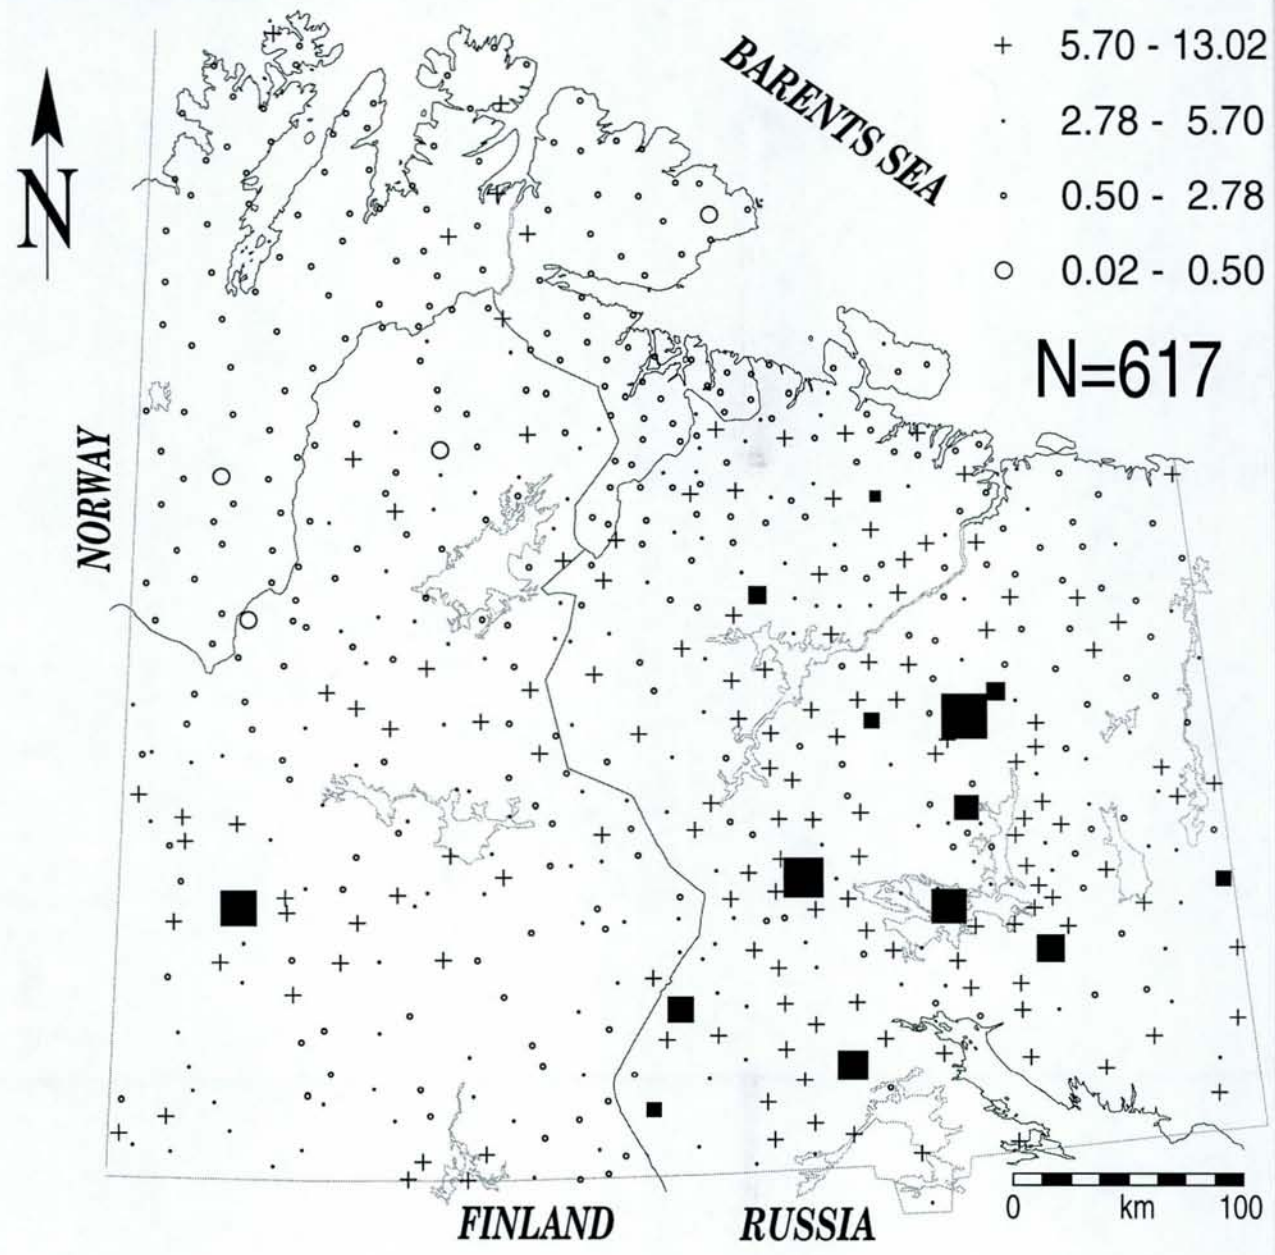 BARENTS SEA
5.70 - 13.02
2.78 - 5.70
0.50 - 2.78
0.02 - 0.50
N
N=617
NORWAY
FINLAND
RUSSIA
0 km 100